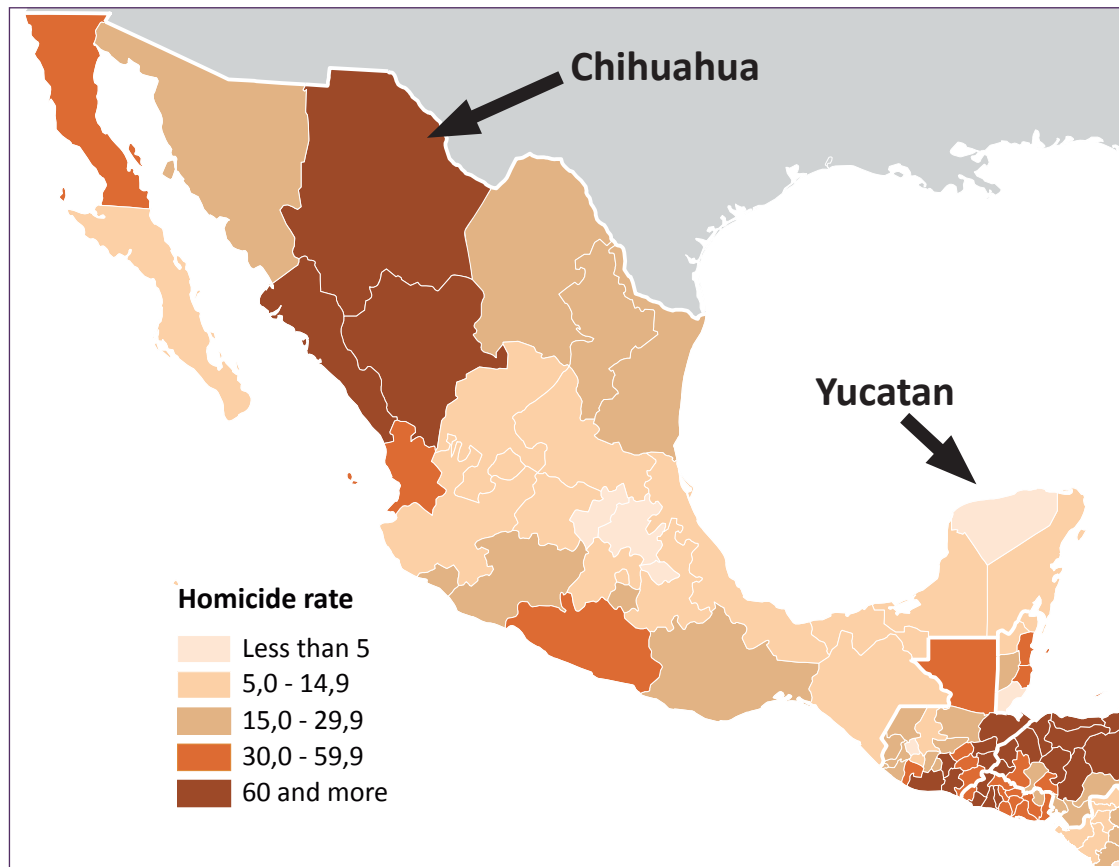 Chihuahua
Yucatan
Homicide rate
Less than 5
5,0 - 14,9
15,0 - 29,9
30,0 - 59,9
60 and more